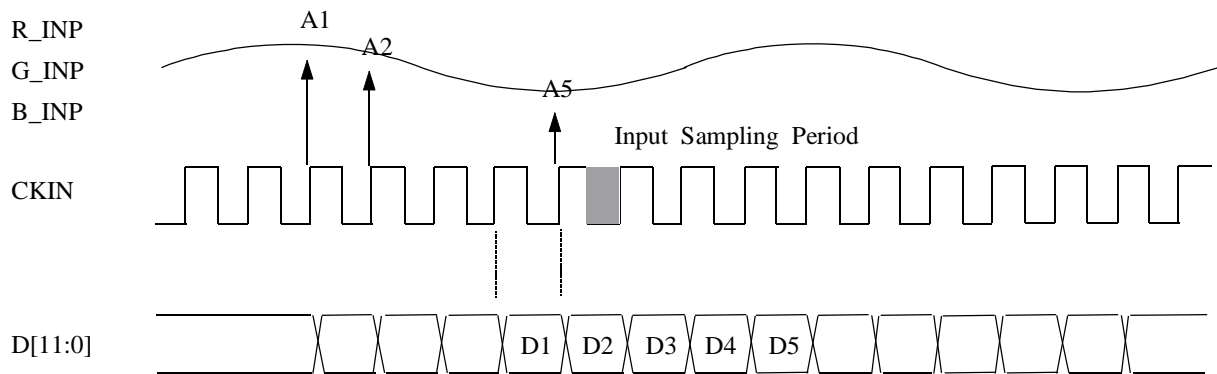 R_INP
A1
A2
G_INP
A5
B_INP
Input Sampling Period
CKIN
D[11:0]
D1 D2 D3 D4 D5